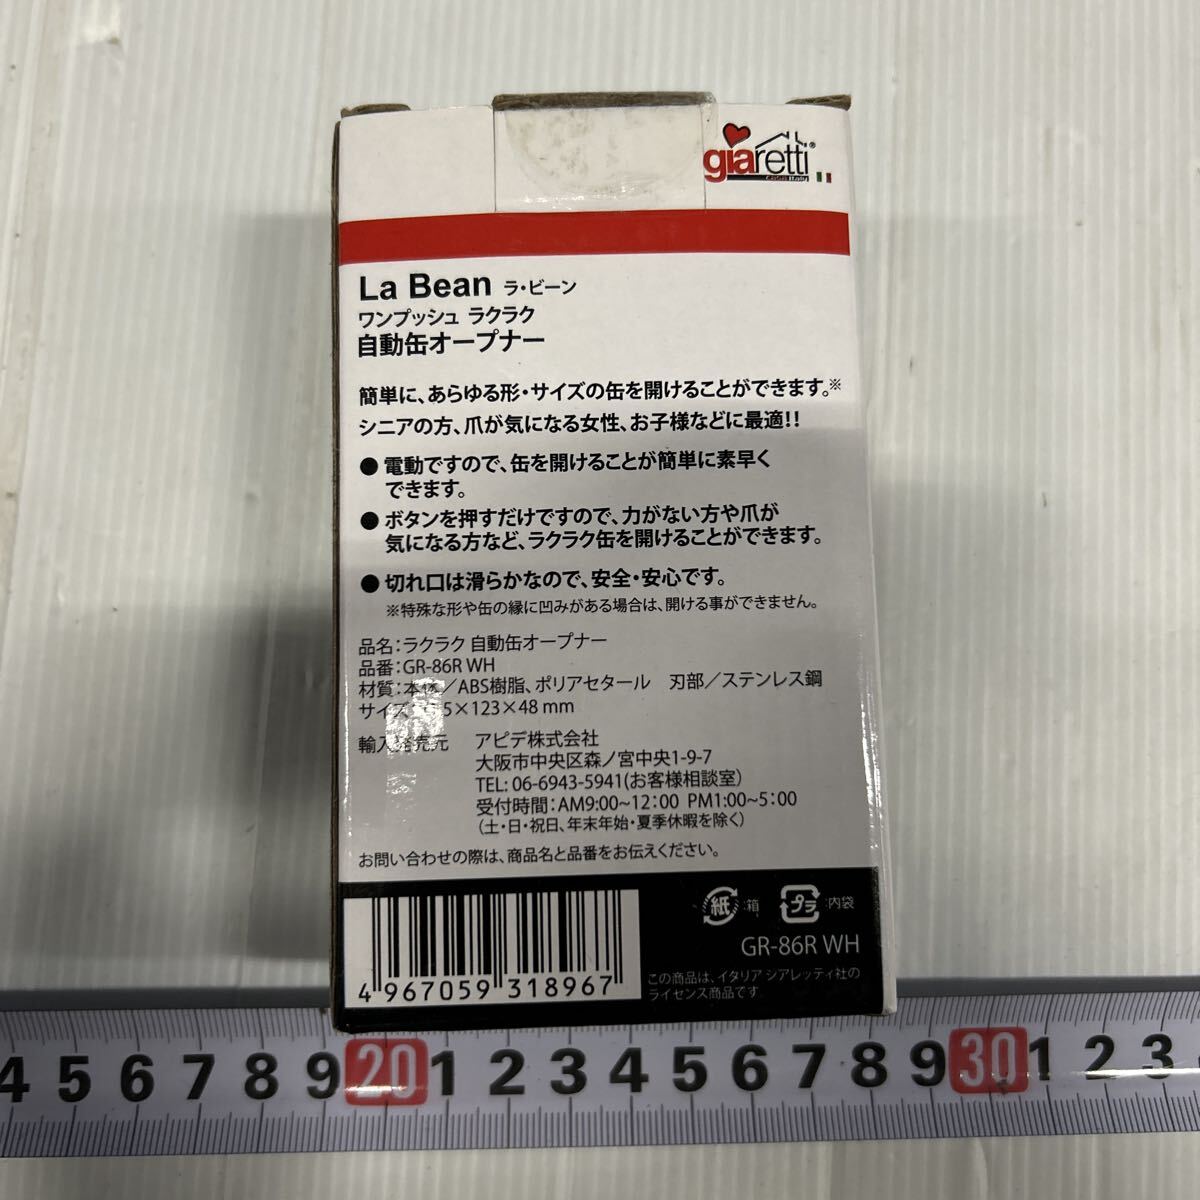 giaretti®
La Bean ラ・ビーン
ワンプッシュ ラクラク
自動缶オープナー
簡単に、あらゆる形・サイズの缶を開けることができます。※
シニアの方、爪が気になる女性、お子様などに最適!!
● 電動ですので、缶を開けることが簡単に素早く
できます。
● ボタンを押すだけですので、力がない方や爪が
気になる方など、ラクラク缶を開けることができます。
● 切れ口は滑らかなので、安全・安心です。
※特殊な形や缶の縁に凹みがある場合は、開ける事ができません。
品名:ラクラク 自動缶オープナー
品番:GR-86R WH
材質:本体/ABS樹脂、ポリアセタール 刃部/ステンレス鋼
サイズ: 5×123×48 mm
輸入発売元 アピデ株式会社
大阪市中央区森ノ宮中央1-9-7
TEL: 06-6943-5941(お客様相談室)
受付時間:AM9:00~12:00 PM1:00~5:00
(土・日・祝日、年末年始・夏季休暇を除く)
お問い合わせの際は、商品名と品番をお伝えください。
紙 :箱 プラ :内袋
GR-86R WH
この商品は、イタリア シアレッティ社の
ライセンス商品です。
4 967059 318967
4 5 6 7 8 9 20 1 2 3 4 5 6 7 8 9 30 1 2 3